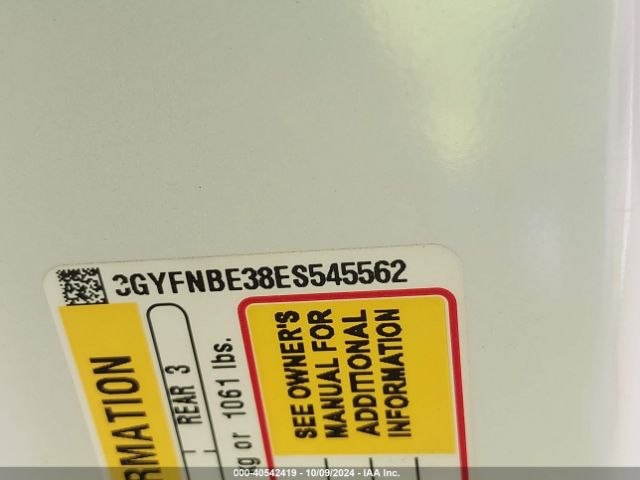 3GYFNBE38ES545562
RMATION
REAR 3
g or 1061 lbs.
SEE OWNER'S
MANUAL FOR
ADDITIONAL
INFORMATION
000-40542419 - 10/09/2024 - IAA Inc.